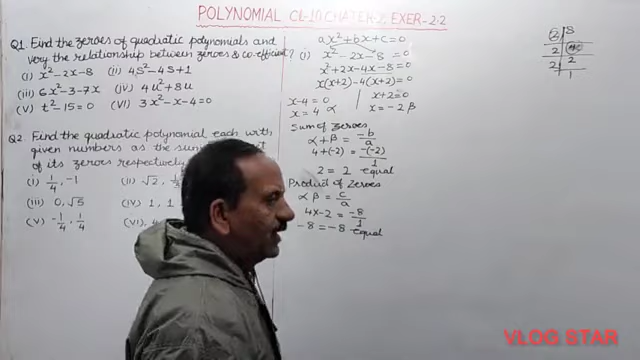 POLYNOMIAL CL-10 CHATER-2, EXER-2.2
Q1. Find the zeroes of quadiatic polynomials and
very the relationship between zeroes & co-efficient?
(i) x²-2x-8 (ii) 4S²-4S+1
(iii) 6x²-3-7x (iv) 4u²+8u
(V) t²-15=0 (VI) 3x²-x-4=0
Q2. Find the quadratic polynomial each with
given numbers as the sum
of its zeroes respectively
(i) 1/4, -1 (ii) √2,
(iii) 0, √5 (iv) 1, 1
(V) -1/4, 1/4 (VI)
ax²+bx+c=0
(i) x²-2x-8=0
x²+2x-4x-8=0
x(x+2)-4(x+2)=0
x-4=0 x+2=0
x=4 α x=-2 β
Sum of Zeroes
α+β = -b/a
4+(-2) = -(-2)/1
2 = 2 equal
Product of Zeroes
αβ = c/a
4x-2 = -8/1
-8=-8 equal
2 8
2 4
2 2
1
VLOG STAR